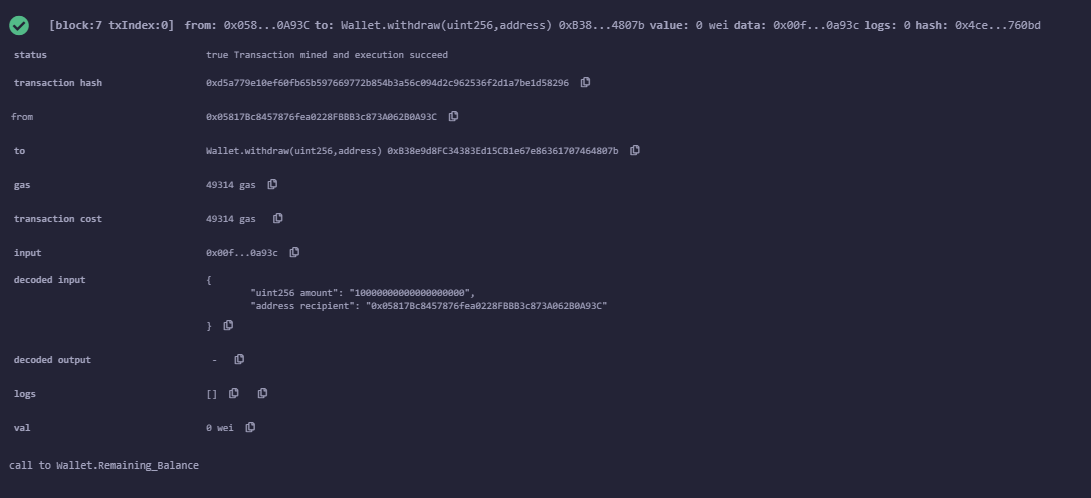 [block:7 txIndex:0] from: 0x058...0A93C to: Wallet.withdraw(uint256,address) 0xB38...4807b value: 0 wei data: 0x00f...0a93c logs: 0 hash: 0x4ce...760bd
status true Transaction mined and execution succeed
transaction hash 0xd5a779e10ef60fb65b597669772b854b3a56c094d2c962536f2d1a7be1d58296
from 0x05817Bc8457876fea0228FBBB3c873A062B0A93C
to Wallet.withdraw(uint256,address) 0xB38e9d8FC34383Ed15CB1e67e86361707464807b
gas 49314 gas
transaction cost 49314 gas
input 0x00f...0a93c
decoded input {
"uint256 amount": "10000000000000000000",
"address recipient": "0x05817Bc8457876fea0228FBBB3c873A062B0A93C"
}
decoded output -
logs []
val 0 wei
call to Wallet.Remaining_Balance